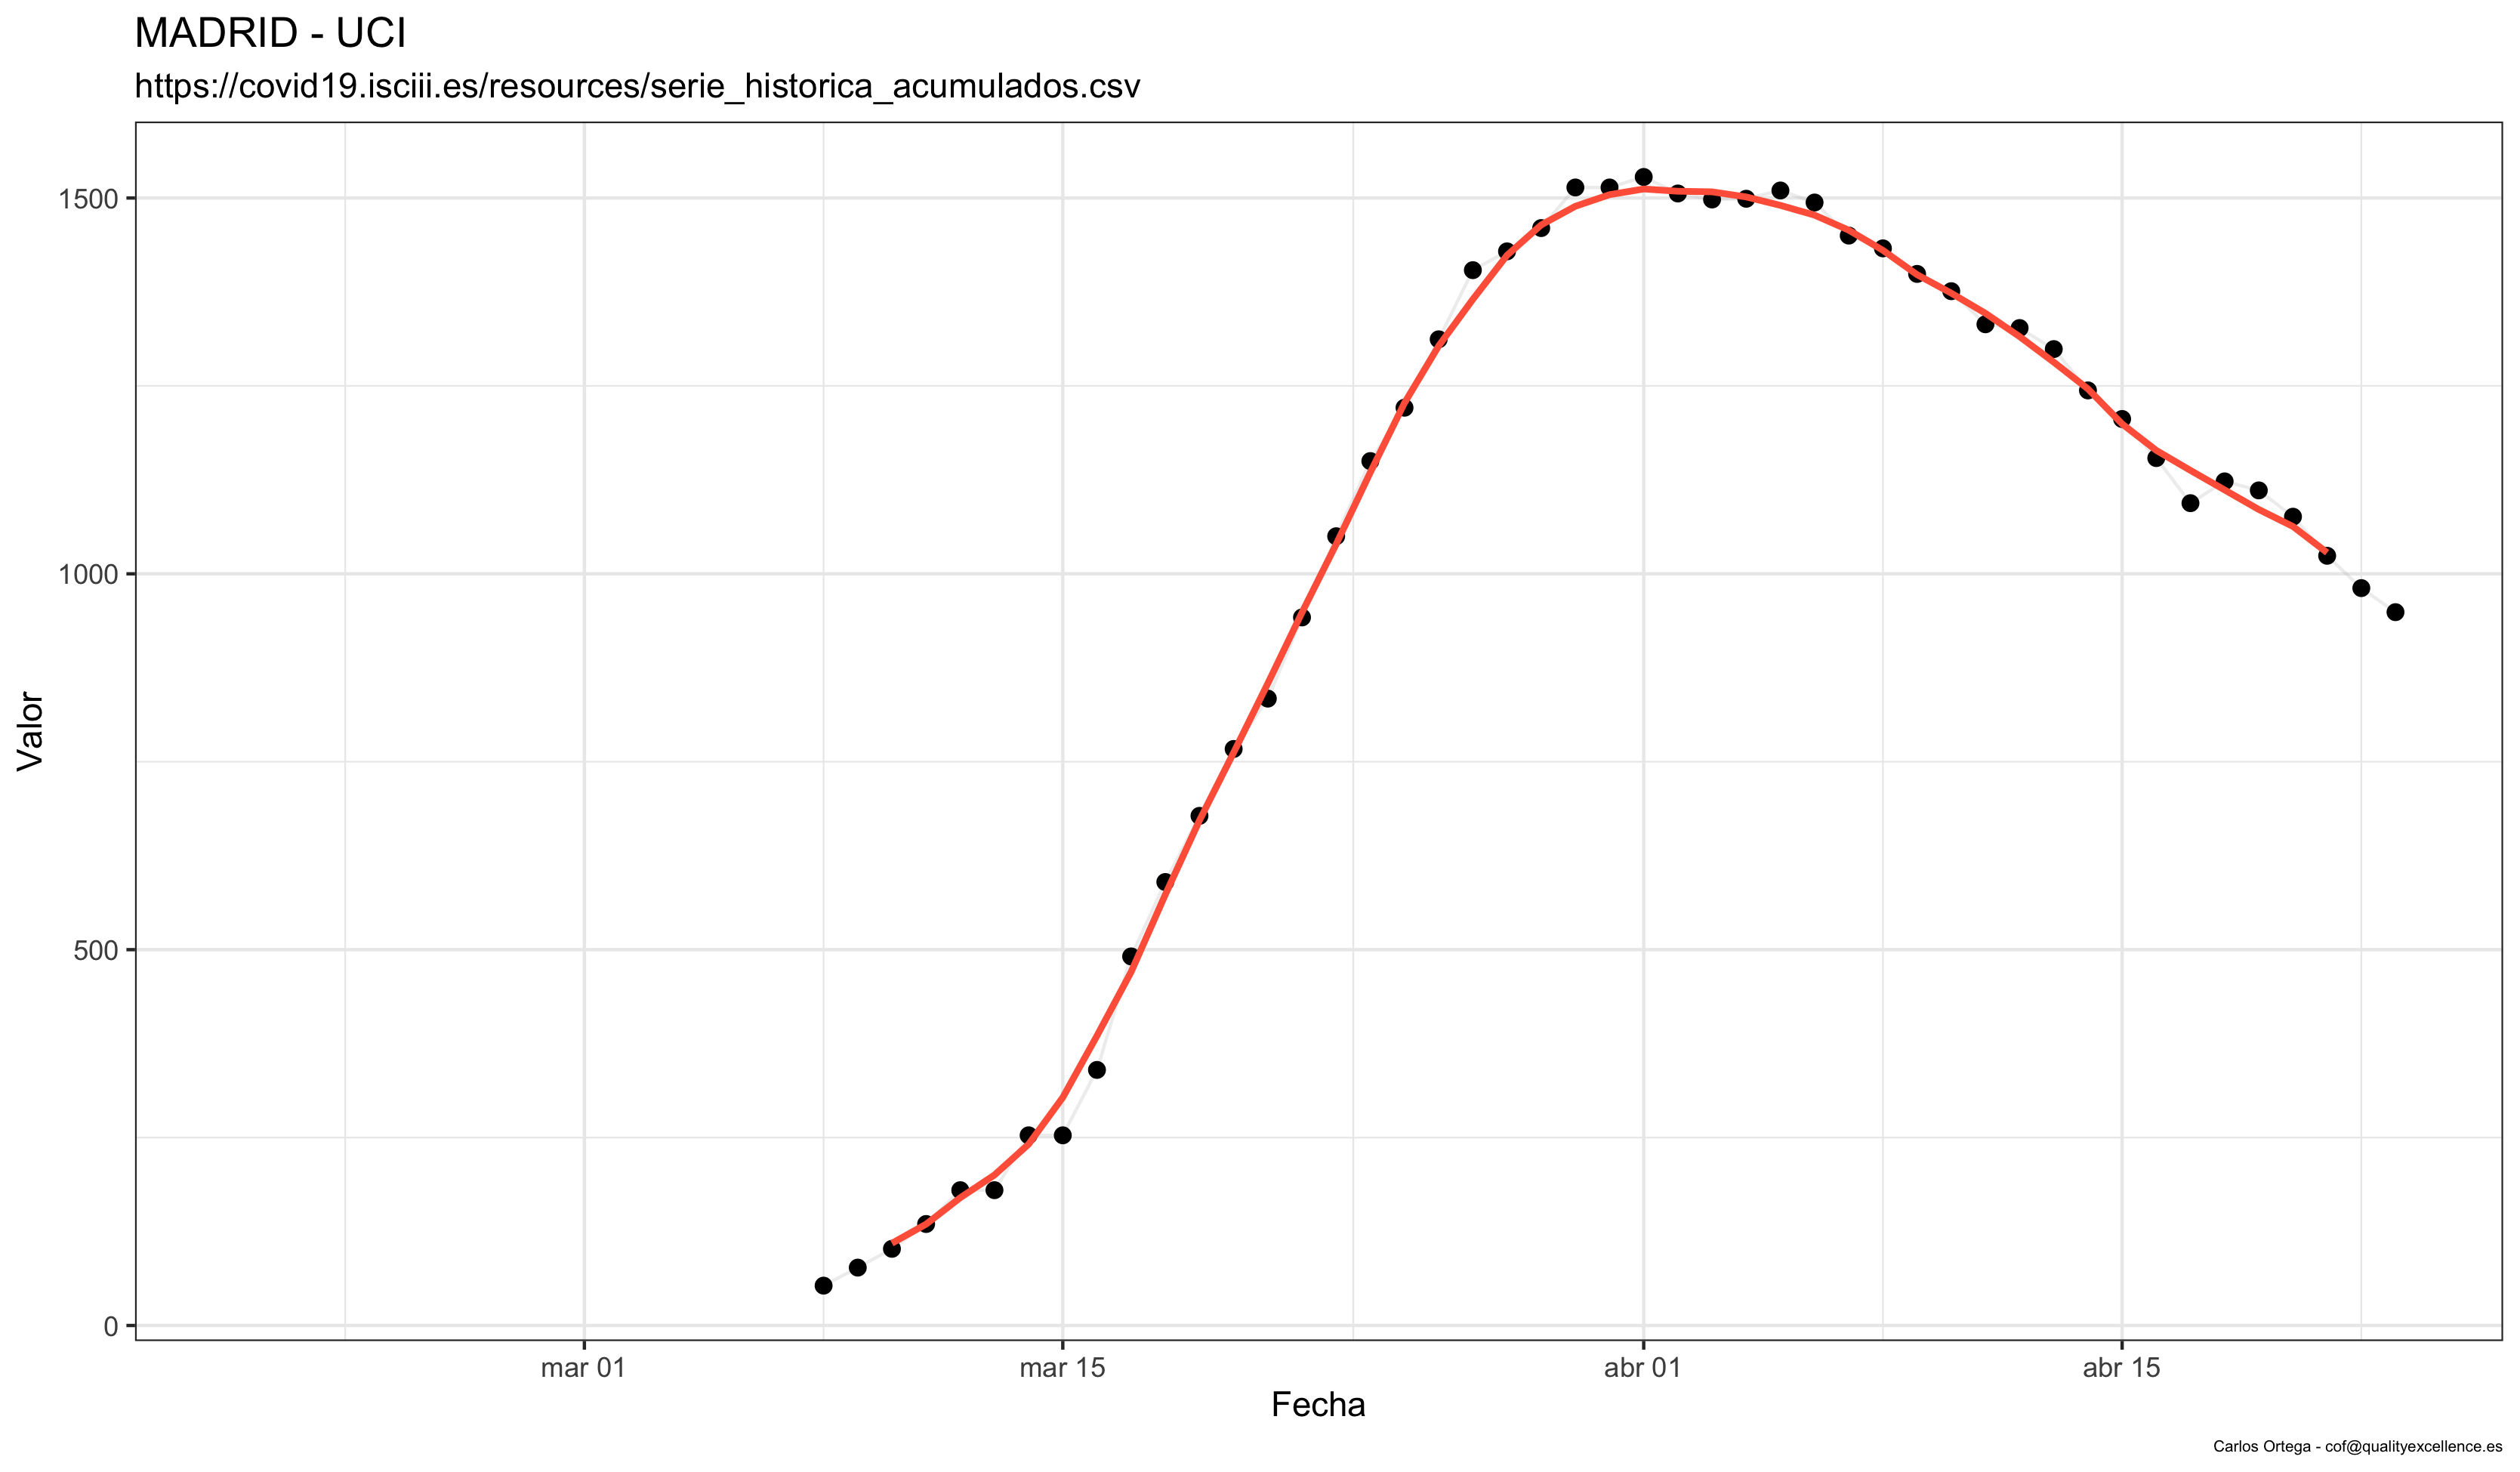 MADRID - UCI
https://covid19.isciii.es/resources/serie_historica_acumulados.csv
1500
1000
500
0
Valor
mar 01
mar 15
abr 01
abr 15
Fecha
Carlos Ortega - cof@qualityexcellence.es